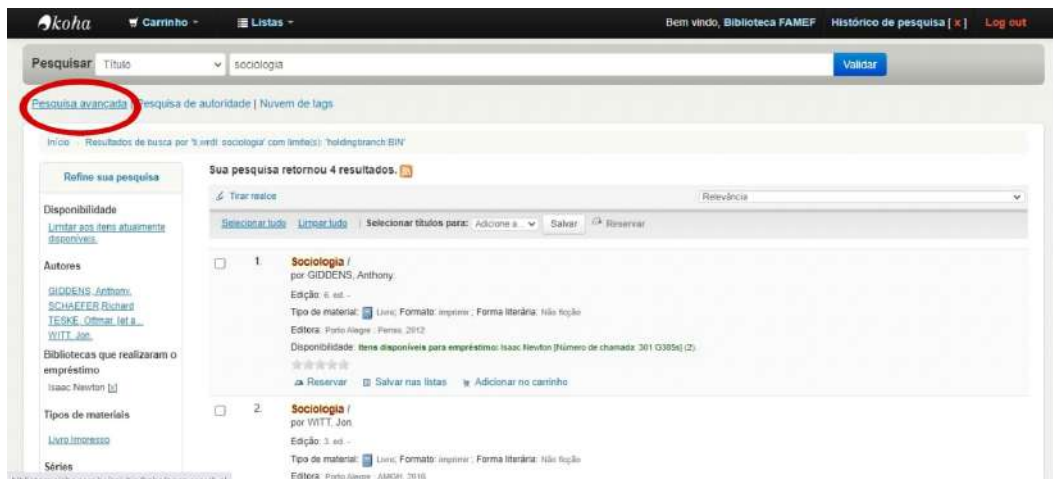 koha Carrinho Listas Bem vindo, Biblioteca FAMEF Histórico de pesquisa [ x ] Log out
Pesquisar Título sociologia Validar
Pesquisa avançada | Pesquisa de autoridade | Nuvem de tags
Início Resultados de busca por 'ti,wrdl: sociologia' com limite(s): 'holdingbranch:BIN'
Refine sua pesquisa
Disponibilidade
Limitar aos itens atualmente
disponíveis.
Autores
GIDDENS, Anthony.
SCHAEFER,Richard
TESKE, Ottmar, [et a...
WITT, Jon.
Bibliotecas que realizaram o
empréstimo
Isaac Newton [x]
Tipos de materiais
Livro Impresso
Séries
Sua pesquisa retornou 4 resultados.
Tirar realce Relevância
Selecionar tudo Limpar tudo | Selecionar títulos para: Adicione a... Salvar Reservar
1. Sociologia /
por GIDDENS, Anthony.
Edição: 6. ed. -
Tipo de material: Livro; Formato: imprimir ; Forma literária: Não ficção
Editora: Porto Alegre : Penso, 2012
Disponibilidade: Itens disponíveis para empréstimo: Isaac Newton [Número de chamada: 301 G385s] (2).
Reservar Salvar nas listas Adicionar no carrinho
2. Sociologia /
por WITT, Jon.
Edição: 3. ed. -
Tipo de material: Livro; Formato: imprimir ; Forma literária: Não ficção
Editora: Porto Alegre : AMGH, 2016